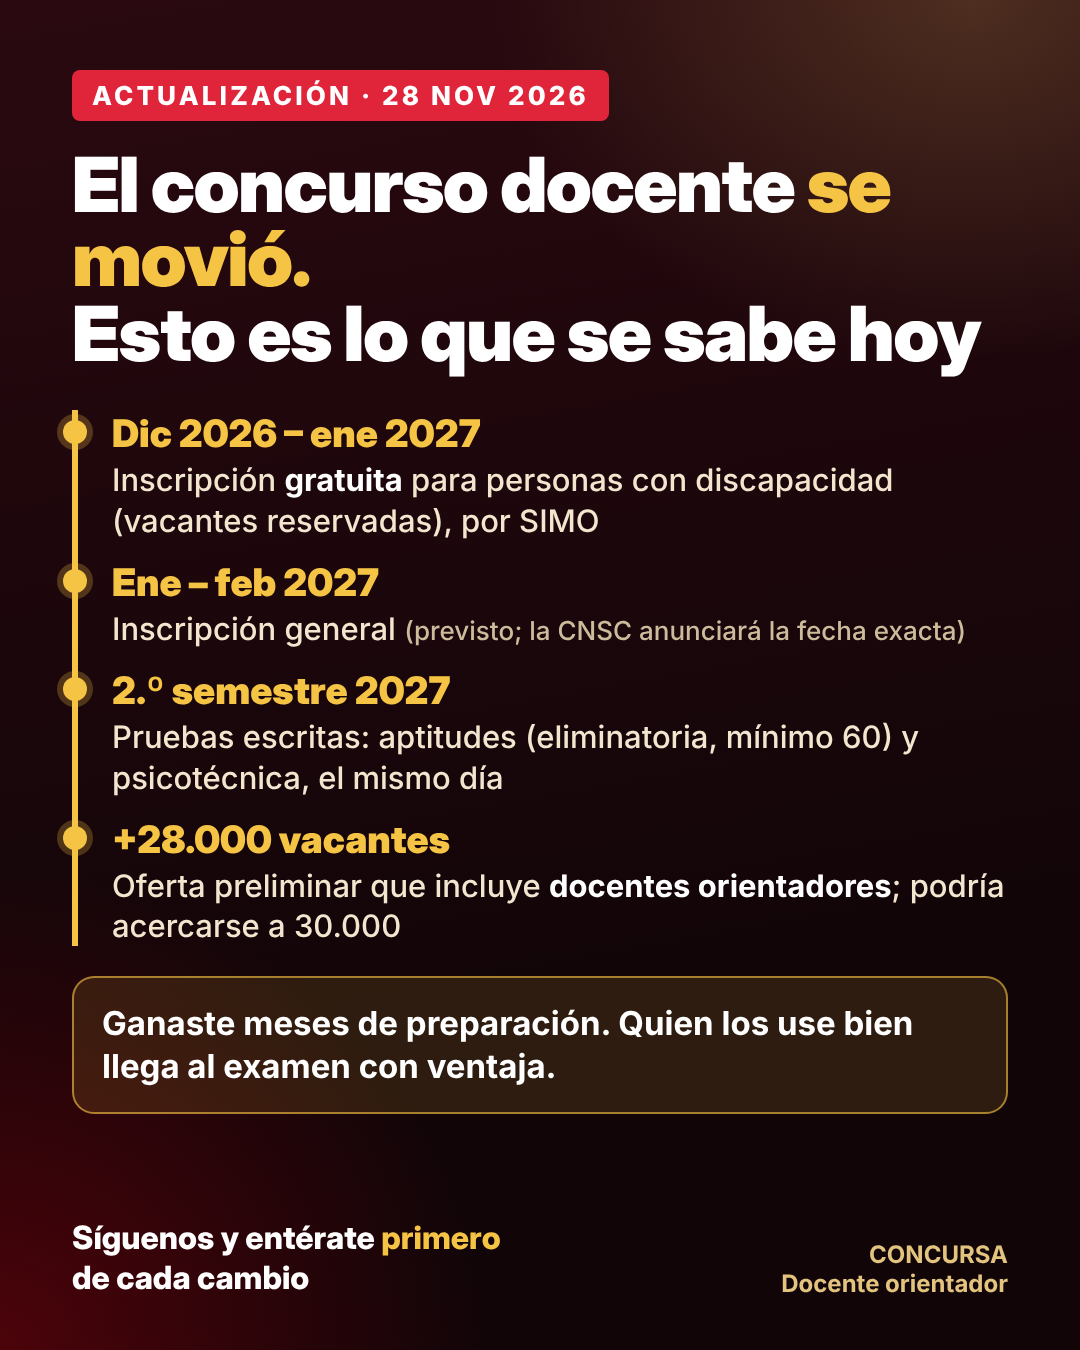 ACTUALIZACIÓN · 28 NOV 2026
El concurso docente se
movió.
Esto es lo que se sabe hoy
Dic 2026 – ene 2027
Inscripción gratuita para personas con discapacidad
(vacantes reservadas), por SIMO
Ene – feb 2027
Inscripción general (previsto; la CNSC anunciará la fecha exacta)
2.º semestre 2027
Pruebas escritas: aptitudes (eliminatoria, mínimo 60) y
psicotécnica, el mismo día
+28.000 vacantes
Oferta preliminar que incluye docentes orientadores; podría
acercarse a 30.000
Ganaste meses de preparación. Quien los use bien
llega al examen con ventaja.
Síguenos y entérate primero
de cada cambio
CONCURSA
Docente orientador